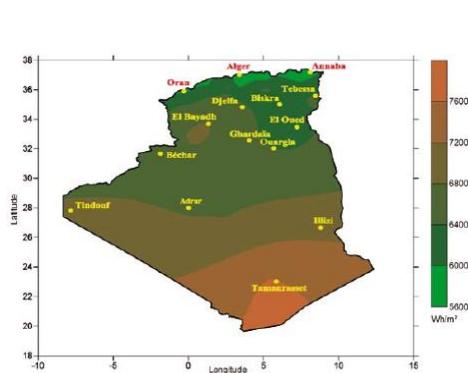 38
36
34
32
30
28
26
24
22
20
18
Latitude
-10
-5
0
5
10
15
Longitude
Alger
Annaba
Oran
Tebessa
Biskra
Djelfa
El Bayadh
El Oued
Ghardaia
Ouargla
Béchar
Tindouf
Adrar
Illizi
Tamanrasset
7600
7200
6800
6400
6000
5600
Wh/m²